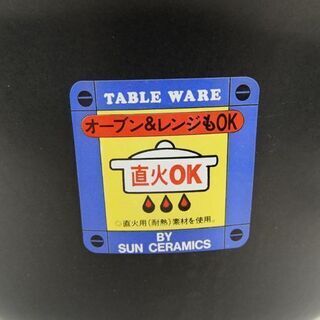 TABLE WARE
オーブン&レンジもOK
直火OK
○直火用(耐熱)素材を使用。
BY
SUN CERAMICS